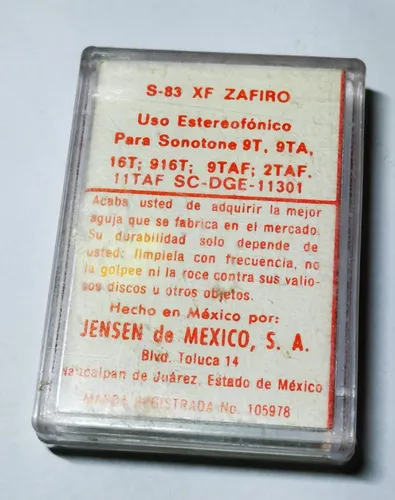 S-83 XF ZAFIRO
Uso Estereofónico
Para Sonotone 9T, 9TA,
16T; 916T; 9TAF; 2TAF.
11TAF SC-DGE-11301
Acaba usted de adquirir la mejor
aguja que se fabrica en el mercado.
Su durabilidad solo depende de
usted: limpiela con frecuencia, no
la golpee ni la roce contra sus valio-
sos discos u otros objetos.
Hecho en México por:
JENSEN de MEXICO, S. A.
Blvd. Toluca 14
Naucalpan de Juárez, Estado de México
MARCA REGISTRADA No. 105978